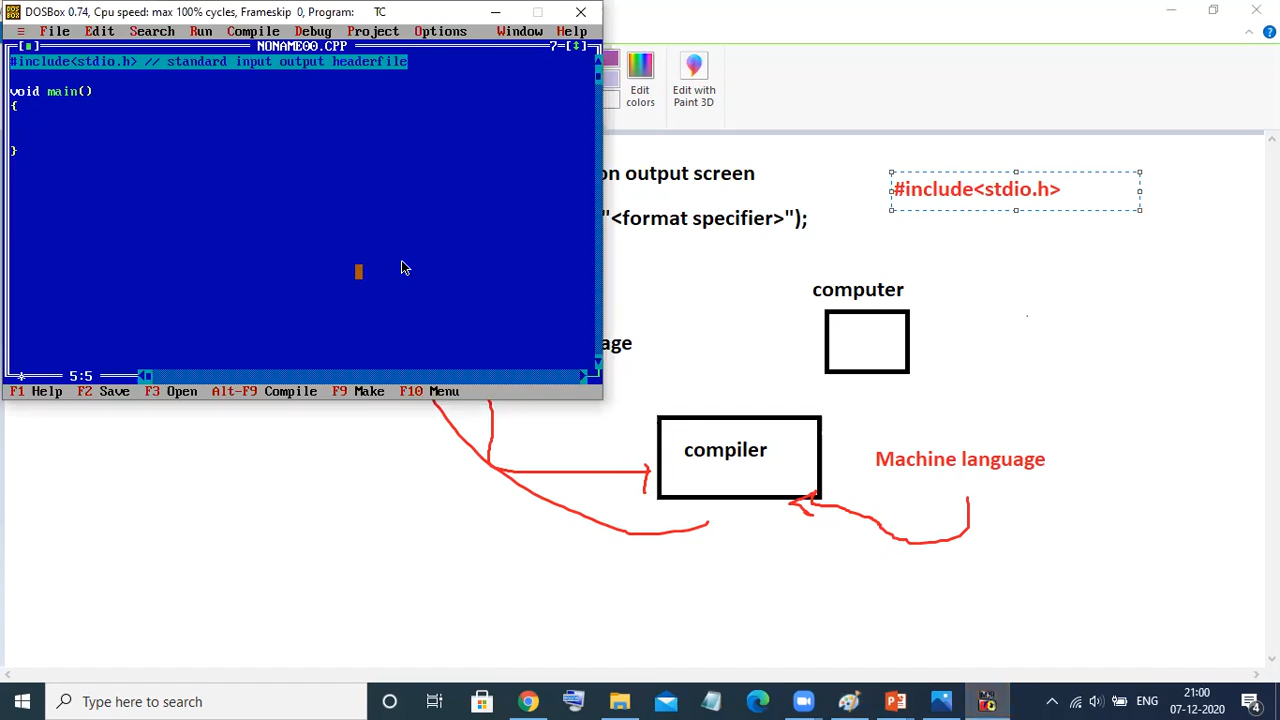 DOSBox 0.74, Cpu speed: max 100% cycles, Frameskip 0, Program: TC
≡ File Edit Search Run Compile Debug Project Options Window Help
NONAME00.CPP
7=[↕]
#include<stdio.h> // standard input output headerfile
void main()
{
}
5:5
F1 Help F2 Save F3 Open Alt-F9 Compile F9 Make F10 Menu
Edit colors
Edit with Paint 3D
on output screen
#include<stdio.h>
"<format specifier>");
computer
age
compiler
Machine language
Type here to search
ENG
21:00
07-12-2020
4